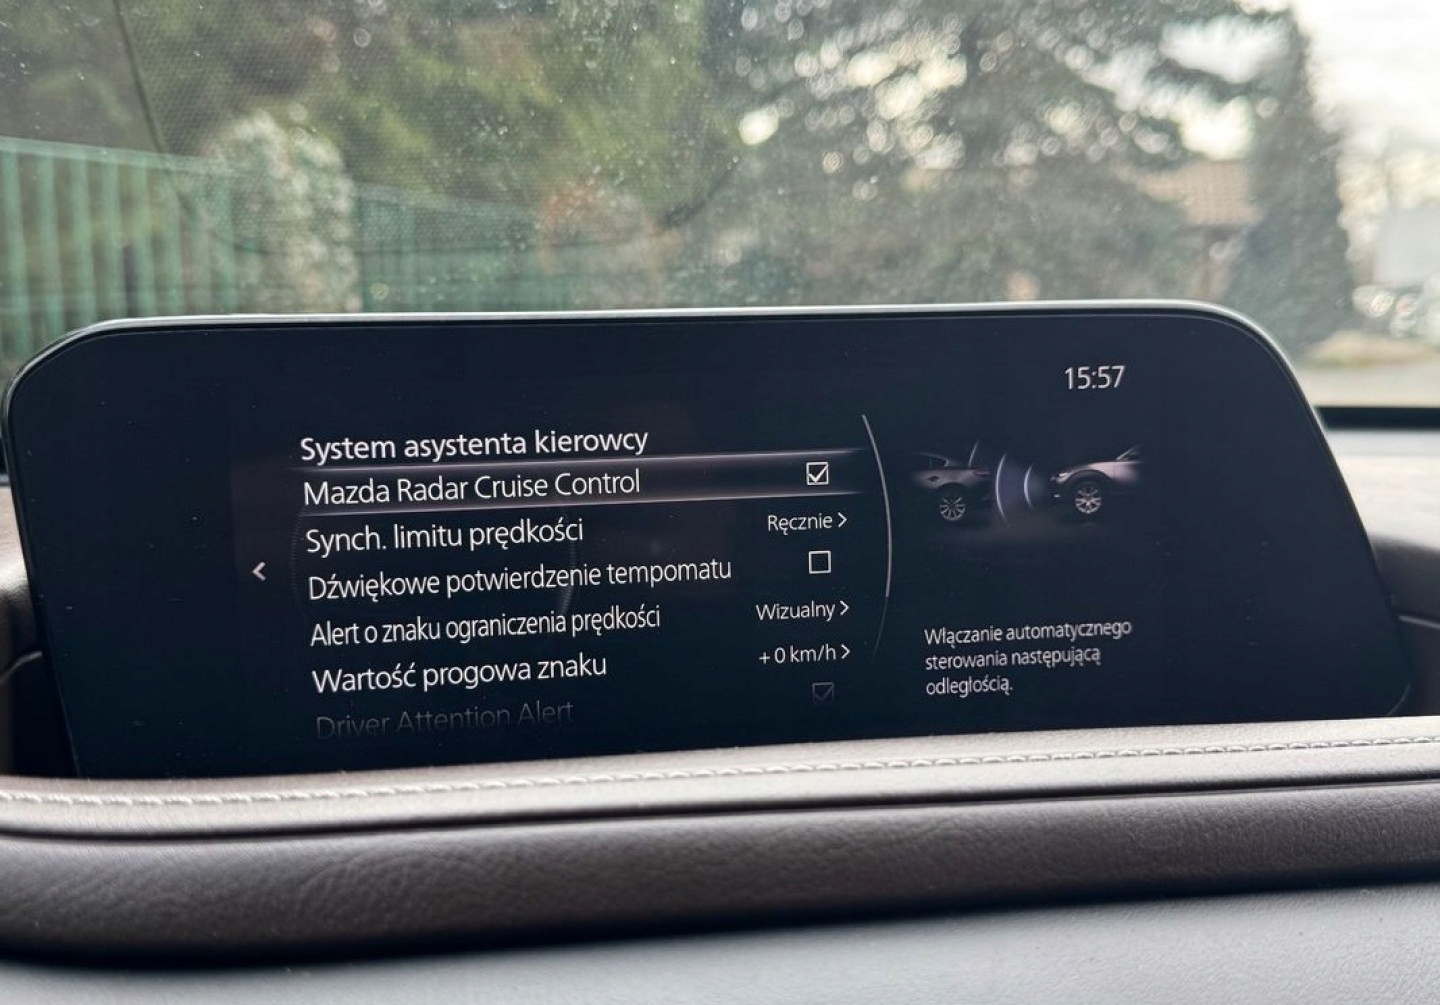 15:57
System asystenta kierowcy
Mazda Radar Cruise Control
Synch. limitu prędkości Ręcznie >
Dźwiękowe potwierdzenie tempomatu
Alert o znaku ograniczenia prędkości Wizualny >
Wartość progowa znaku +0 km/h >
Driver Attention Alert
Włączanie automatycznego
sterowania następującą
odległością.